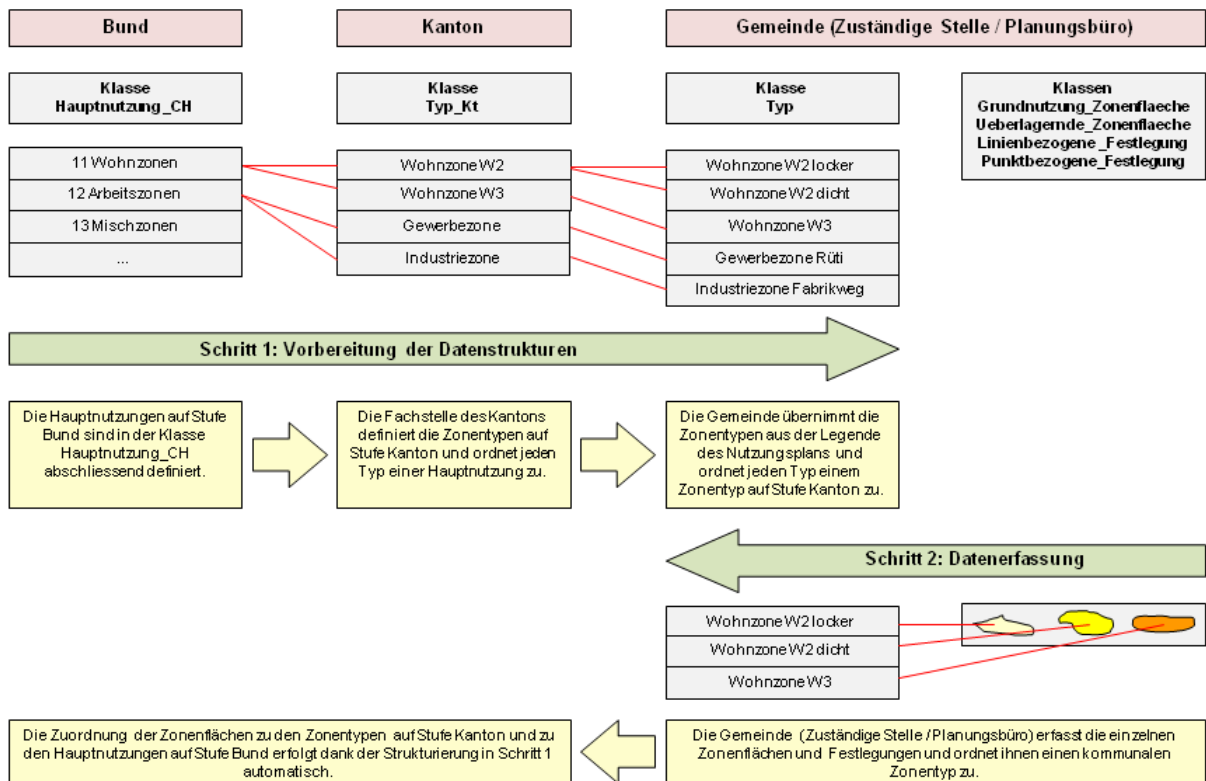 Bund
Kanton
Gemeinde (Zuständige Stelle / Planungsbüro)
Klasse
Hauptnutzung_CH
Klasse
Typ_Kt
Klasse
Typ
Klassen
Grundnutzung_Zonenflaeche
Ueberlagernde_Zonenflaeche
Linienbezogene_Festlegung
Punktbezogene_Festlegung
11 Wohnzonen
12 Arbeitszonen
13 Mischzonen
...
Wohnzone W2
Wohnzone W3
Gewerbezone
Industriezone
Wohnzone W2 locker
Wohnzone W2 dicht
Wohnzone W3
Gewerbezone Rüti
Industriezone Fabrikweg
Schritt 1: Vorbereitung der Datenstrukturen
Die Hauptnutzungen auf Stufe
Bund sind in der Klasse
Hauptnutzung_CH
abschliessend definiert.
Die Fachstelle des Kantons
definiert die Zonentypen auf
Stufe Kanton und ordnet jeden
Typ einer Hauptnutzung zu.
Die Gemeinde übernimmt die
Zonentypen aus der Legende
des Nutzungsplans und
ordnet jeden Typ einem
Zonentyp auf Stufe Kanton zu.
Schritt 2: Datenerfassung
Wohnzone W2 locker
Wohnzone W2 dicht
Wohnzone W3
Die Zuordnung der Zonenflächen zu den Zonentypen auf Stufe Kanton und zu
den Hauptnutzungen auf Stufe Bund erfolgt dank der Strukturierung in Schritt 1
automatisch.
Die Gemeinde (Zuständige Stelle / Planungsbüro) erfasst die einzelnen
Zonenflächen und Festlegungen und ordnet ihnen einen kommunalen
Zonentyp zu.